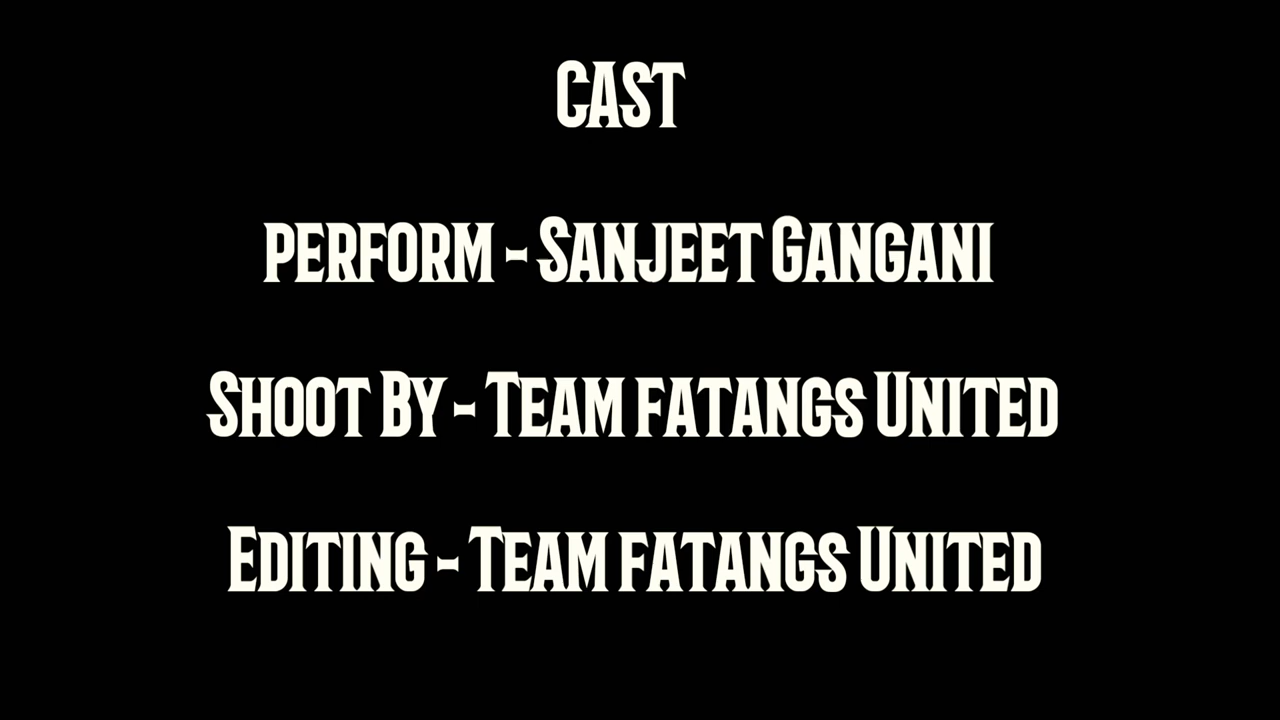 CAST
PERFORM - SANJEET GANGANI
SHOOT BY - TEAM FATANGS UNITED
EDITING - TEAM FATANGS UNITED